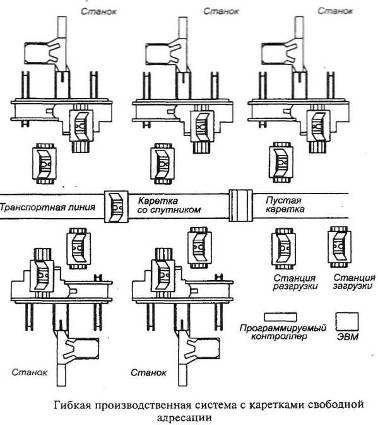 Станок
Станок
Станок
Транспортная линия
Каретка
со спутником
Пустая
каретка
Станция
разгрузки
Станция
загрузки
Программируемый
контроллер
ЭВМ
Станок
Станок
Гибкая производственная система с каретками свободной
адресации